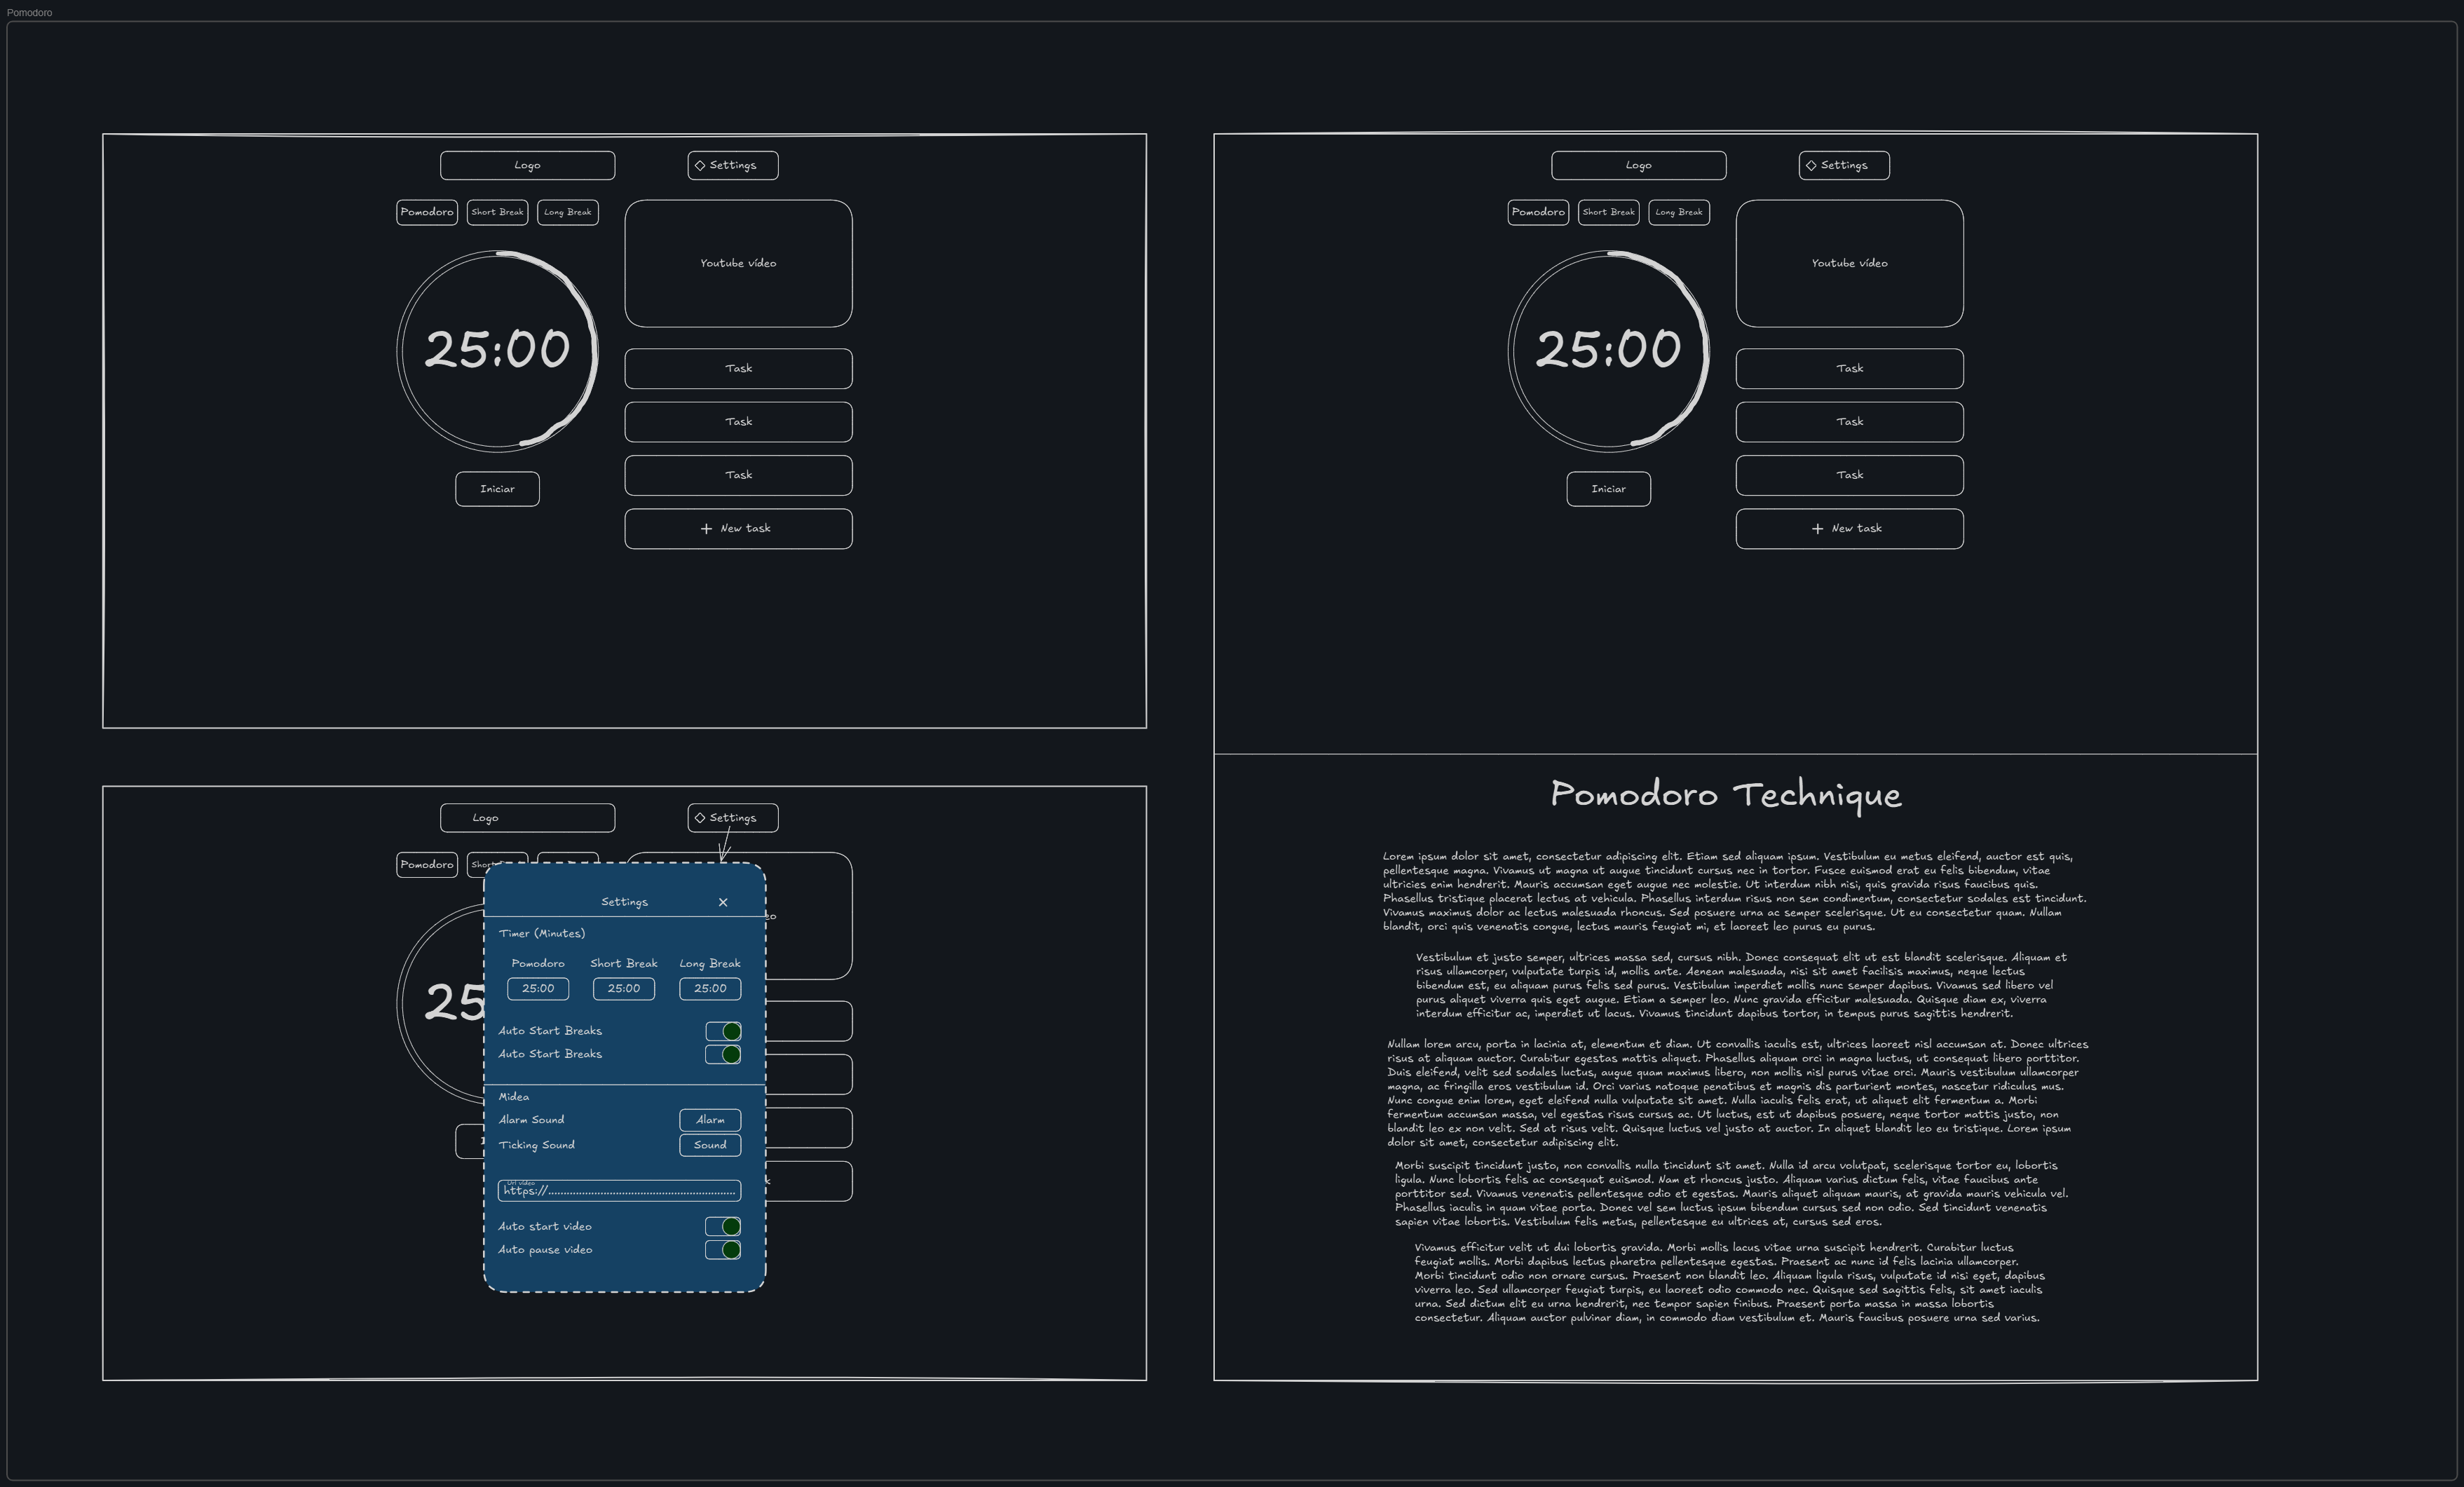 Pomodoro
Logo
Settings
Pomodoro
Short Break
Long Break
Youtube vídeo
25:00
Task
Task
Task
Iniciar
New task
Logo
Settings
Pomodoro
Short Break
Long Break
Youtube vídeo
25:00
Task
Task
Task
Iniciar
New task
Logo
Settings
Pomodoro
Short
25
Settings
Timer (Minutes)
Pomodoro
Short Break
Long Break
25:00
25:00
25:00
Auto Start Breaks
Auto Start Breaks
Midea
Alarm Sound
Alarm
Ticking Sound
Sound
Url vídeo
https://..............................................................
Auto start video
Auto pause video
Pomodoro Technique
Lorem ipsum dolor sit amet, consectetur adipiscing elit. Etiam sed aliquam ipsum. Vestibulum eu metus eleifend, auctor est quis,
pellentesque magna. Vivamus ut magna ut augue tincidunt cursus nec in tortor. Fusce euismod erat eu felis bibendum, vitae
ultricies enim hendrerit. Mauris accumsan eget augue nec molestie. Ut interdum nibh nisi, quis gravida risus faucibus quis.
Phasellus tristique placerat lectus at vehicula. Phasellus interdum risus non sem condimentum, consectetur sodales est tincidunt.
Vivamus maximus dolor ac lectus malesuada rhoncus. Sed posuere urna ac semper scelerisque. Ut eu consectetur quam. Nullam
blandit, orci quis venenatis congue, lectus mauris feugiat mi, et laoreet leo purus eu purus.
Vestibulum et justo semper, ultrices massa sed, cursus nibh. Donec consequat elit ut est blandit scelerisque. Aliquam et
risus ullamcorper, vulputate turpis id, mollis ante. Aenean malesuada, nisi sit amet facilisis maximus, neque lectus
bibendum est, eu aliquam purus felis sed purus. Vestibulum imperdiet mollis nunc semper dapibus. Vivamus sed libero vel
purus aliquet viverra quis eget augue. Etiam a semper leo. Nunc gravida efficitur malesuada. Quisque diam ex, viverra
interdum efficitur ac, imperdiet ut lacus. Vivamus tincidunt dapibus tortor, in tempus purus sagittis hendrerit.
Nullam lorem arcu, porta in lacinia at, elementum et diam. Ut convallis iaculis est, ultrices laoreet nisl accumsan at. Donec ultrices
risus at aliquam auctor. Curabitur egestas mattis aliquet. Phasellus aliquam orci in magna luctus, ut consequat libero porttitor.
Duis eleifend, velit sed sodales luctus, augue quam maximus libero, non mollis nisl purus vitae orci. Mauris vestibulum ullamcorper
magna, ac fringilla eros vestibulum id. Orci varius natoque penatibus et magnis dis parturient montes, nascetur ridiculus mus.
Nunc congue enim lorem, eget eleifend nulla vulputate sit amet. Nulla iaculis felis erat, ut aliquet elit fermentum a. Morbi
fermentum accumsan massa, vel egestas risus cursus ac. Ut luctus, est ut dapibus posuere, neque tortor mattis justo, non
blandit leo ex non velit. Sed at risus velit. Quisque luctus vel justo at auctor. In aliquet blandit leo eu tristique. Lorem ipsum
dolor sit amet, consectetur adipiscing elit.
Morbi suscipit tincidunt justo, non convallis nulla tincidunt sit amet. Nulla id arcu volutpat, scelerisque tortor eu, lobortis
ligula. Nunc lobortis felis ac consequat euismod. Nam et rhoncus justo. Aliquam varius dictum felis, vitae faucibus ante
porttitor sed. Vivamus venenatis pellentesque odio et egestas. Mauris aliquet aliquam mauris, at gravida mauris vehicula vel.
Phasellus iaculis in quam vitae porta. Donec vel sem luctus ipsum bibendum cursus sed non odio. Sed tincidunt venenatis
sapien vitae lobortis. Vestibulum felis metus, pellentesque eu ultrices at, cursus sed eros.
Vivamus efficitur velit ut dui lobortis gravida. Morbi mollis lacus vitae urna suscipit hendrerit. Curabitur luctus
feugiat mollis. Morbi dapibus lectus pharetra pellentesque egestas. Praesent ac nunc id felis lacinia ullamcorper.
Morbi tincidunt odio non ornare cursus. Praesent non blandit leo. Aliquam ligula risus, vulputate id nisi eget, dapibus
viverra leo. Sed ullamcorper feugiat turpis, eu laoreet odio commodo nec. Quisque sed sagittis felis, sit amet iaculis
urna. Sed dictum elit eu urna hendrerit, nec tempor sapien finibus. Praesent porta massa in massa lobortis
consectetur. Aliquam auctor pulvinar diam, in commodo diam vestibulum et. Mauris faucibus posuere urna sed varius.